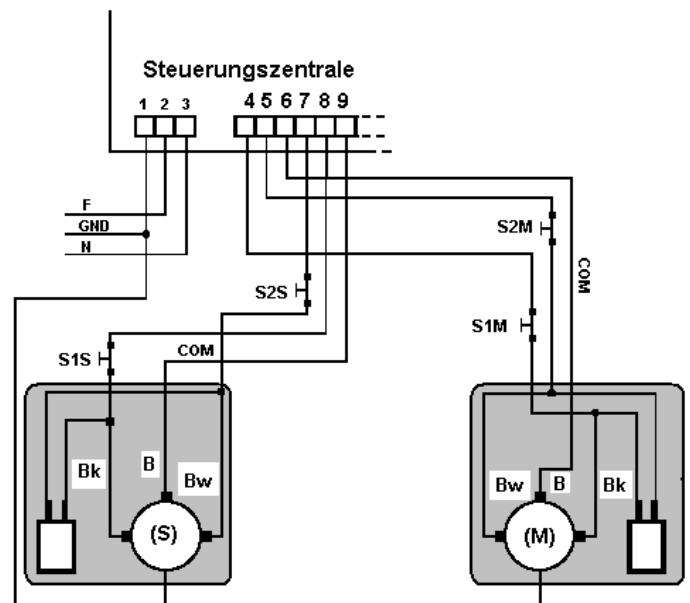 Steuerungszentrale
1 2 3 4 5 6 7 8 9
F
GND
N
S2M
COM
S2S
S1M
S1S
COM
Bk
B
Bw
(S)
Bw
B
Bk
(M)